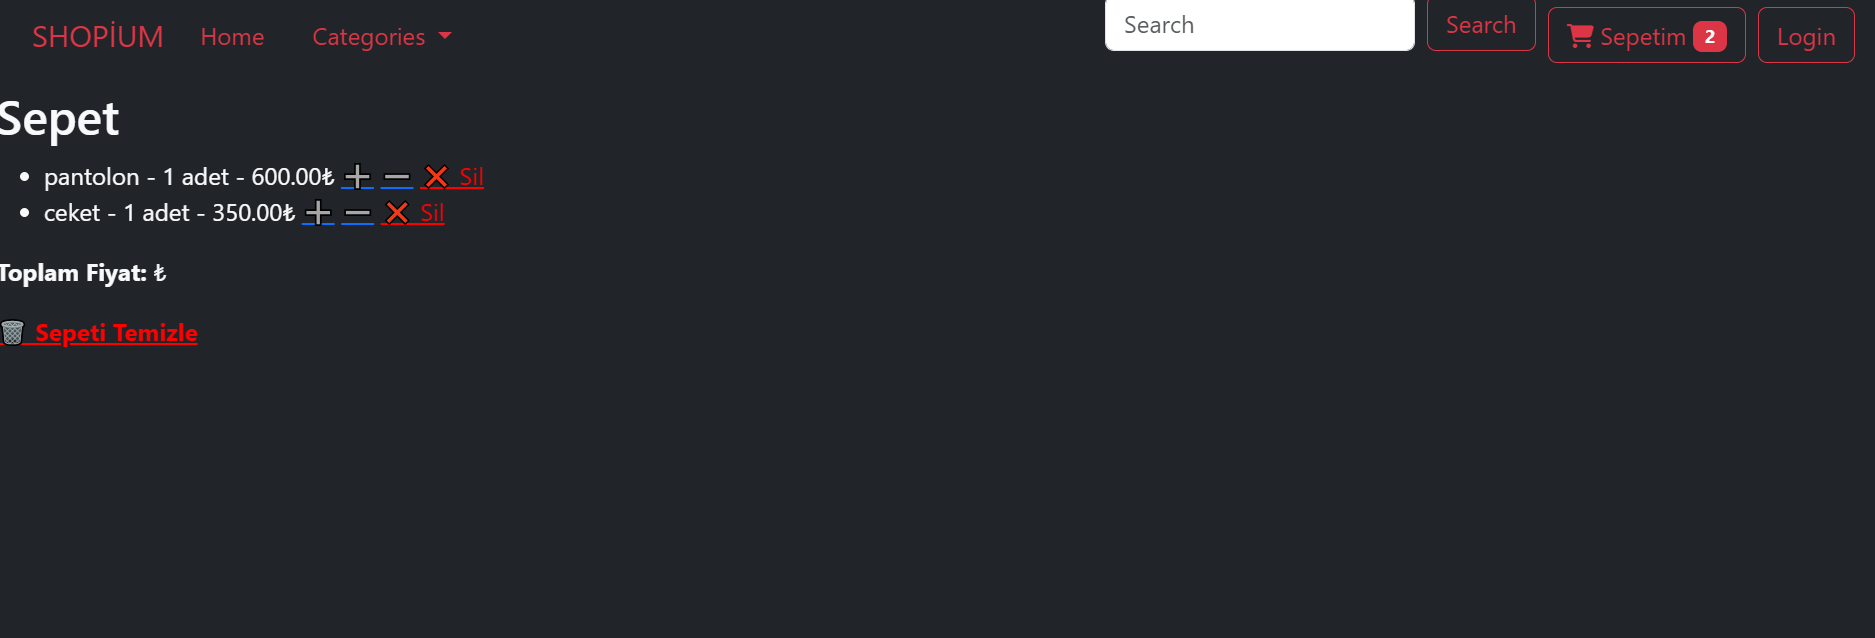 SHOPİUM Home Categories Search Search Sepetim 2 Login
Sepet
pantolon - 1 adet - 600.00₺ ➕ ➖ ❌ Sil
ceket - 1 adet - 350.00₺ ➕ ➖ ❌ Sil
Toplam Fiyat: ₺
🗑️ Sepeti Temizle